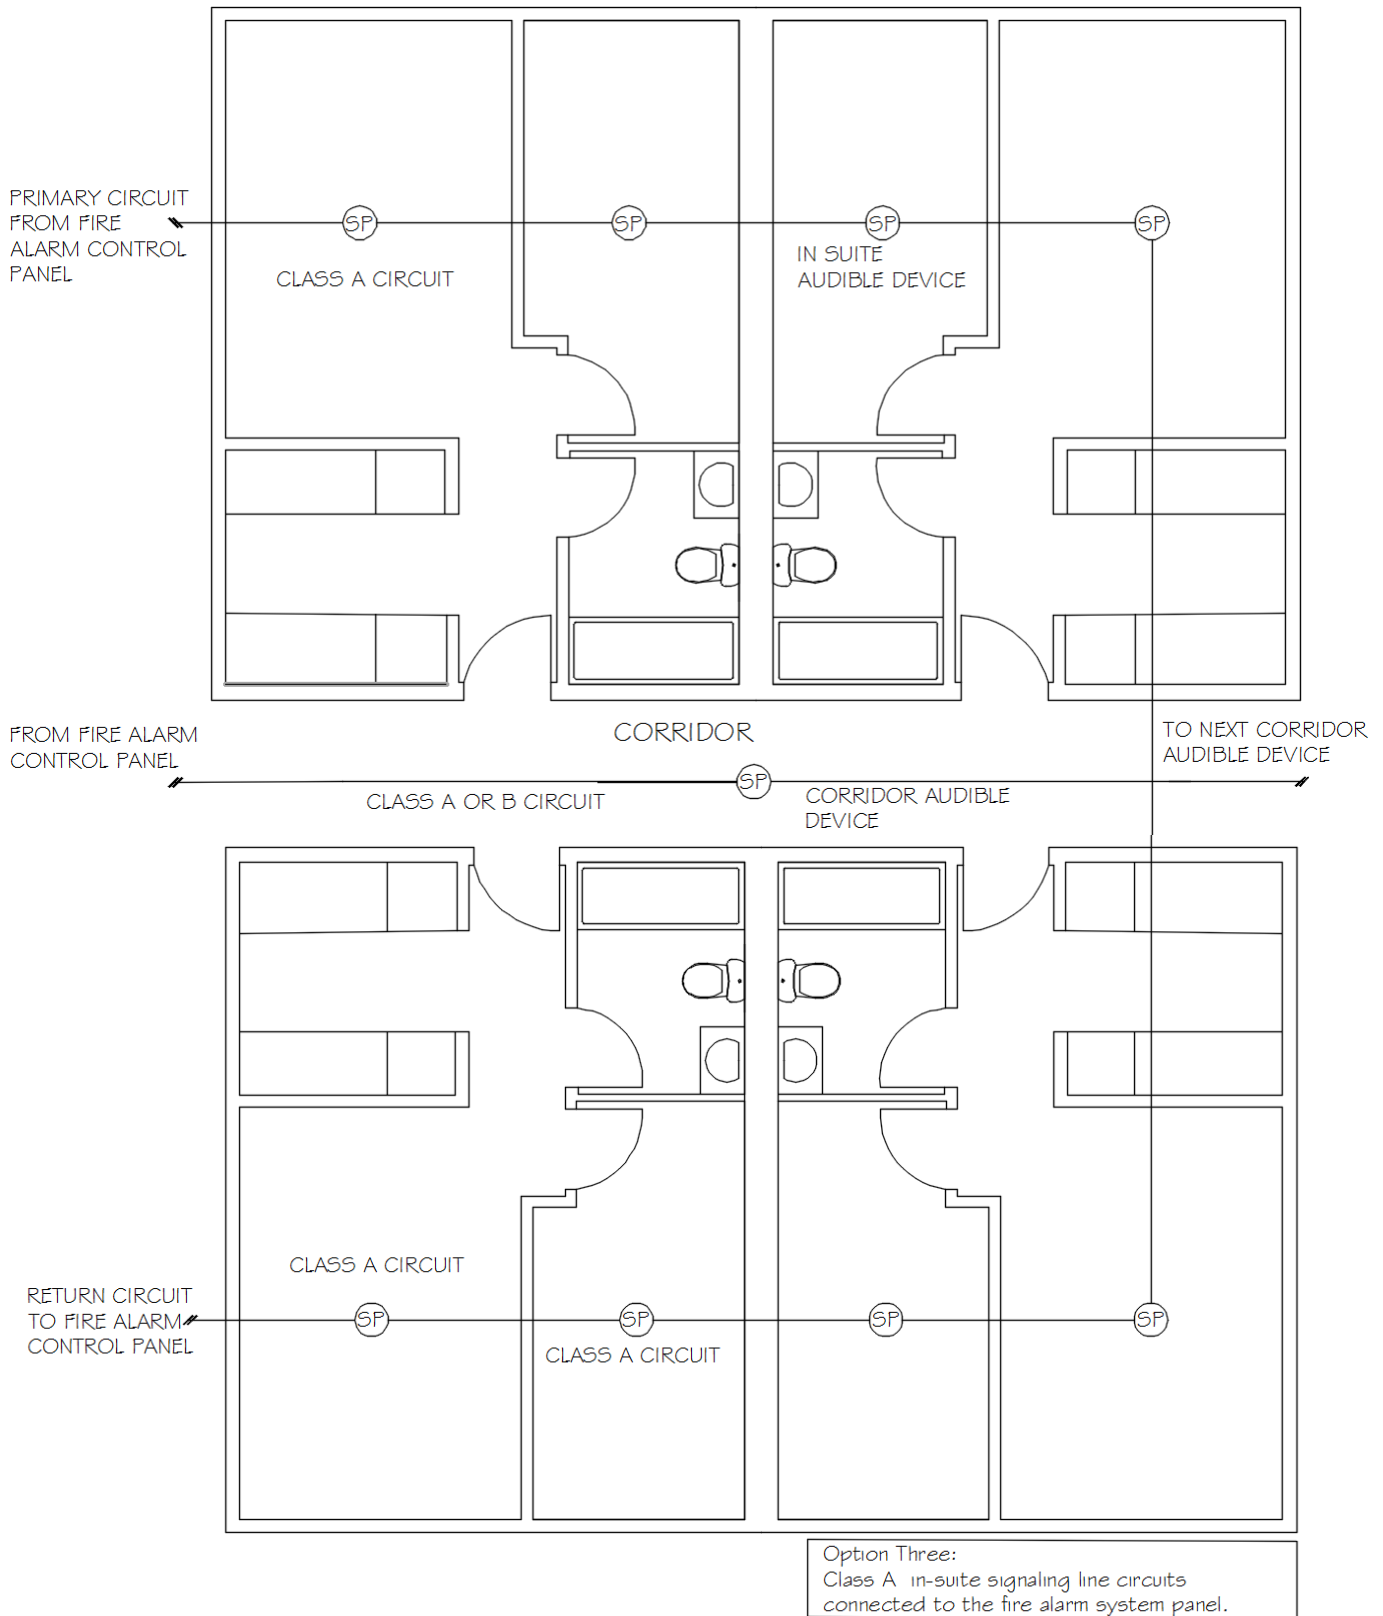 PRIMARY CIRCUIT
FROM FIRE
ALARM CONTROL
PANEL
SP
SP
SP
SP
CLASS A CIRCUIT
IN SUITE
AUDIBLE DEVICE
CORRIDOR
FROM FIRE ALARM
CONTROL PANEL
TO NEXT CORRIDOR
AUDIBLE DEVICE
SP
CLASS A OR B CIRCUIT
CORRIDOR AUDIBLE
DEVICE
CLASS A CIRCUIT
RETURN CIRCUIT
TO FIRE ALARM
CONTROL PANEL
SP
SP
SP
SP
CLASS A CIRCUIT
Option Three:
Class A in-suite signaling line circuits
connected to the fire alarm system panel.